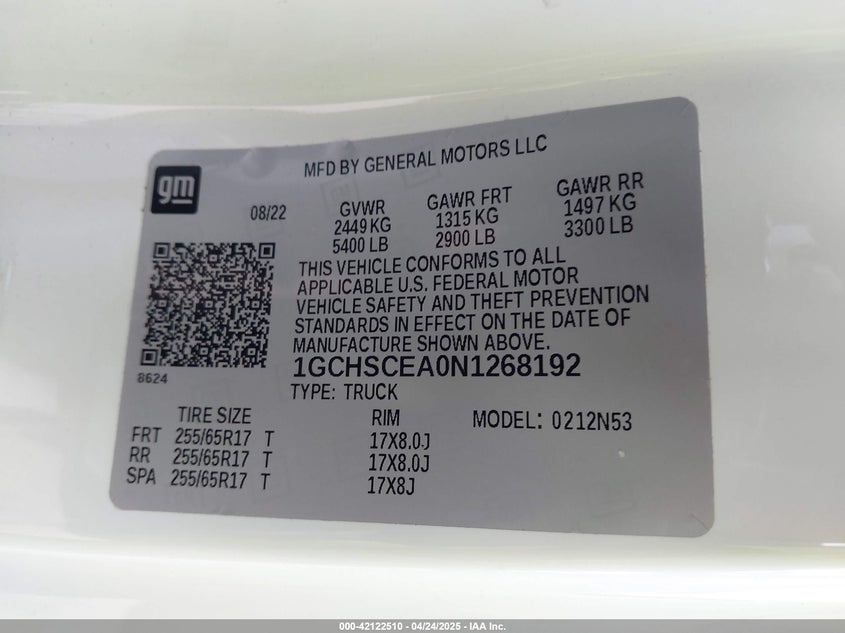 MFD BY GENERAL MOTORS LLC
gm
08/22
GVWR
2449 KG
5400 LB
GAWR FRT
1315 KG
2900 LB
GAWR RR
1497 KG
3300 LB
THIS VEHICLE CONFORMS TO ALL
APPLICABLE U.S. FEDERAL MOTOR
VEHICLE SAFETY AND THEFT PREVENTION
STANDARDS IN EFFECT ON THE DATE OF
MANUFACTURE SHOWN ABOVE.
8624
1GCHSCEA0N1268192
TYPE: TRUCK
TIRE SIZE RIM MODEL: 0212N53
FRT 255/65R17 T 17X8.0J
RR 255/65R17 T 17X8.0J
SPA 255/65R17 T 17X8J
000-42122510 - 04/24/2025 - IAA Inc.